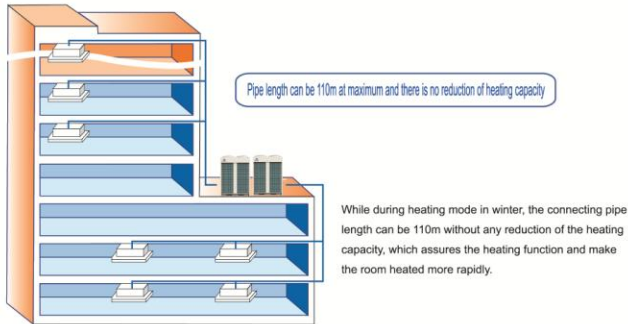 Pipe length can be 110m at maximum and there is no reduction of heating capacity
While during heating mode in winter, the connecting pipe
length can be 110m without any reduction of the heating
capacity, which assures the heating function and make
the room heated more rapidly.